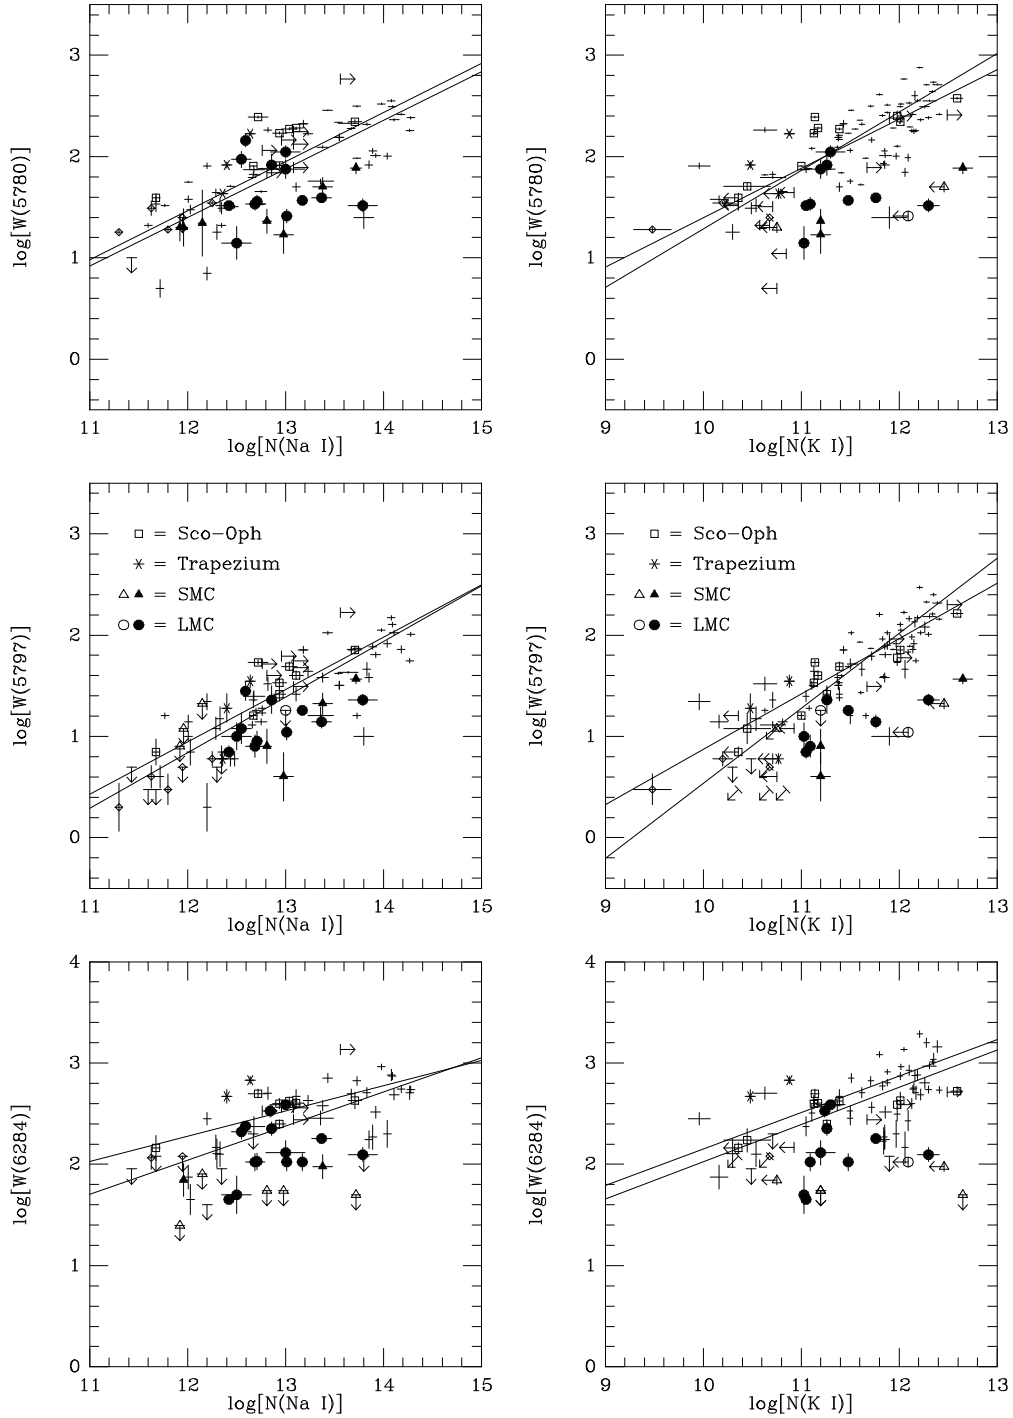 3
2
1
0
log[W(5780)]
11 12 13 14 15
log[N(Na I)]
3
2
1
0
log[W(5780)]
9 10 11 12 13
log[N(K I)]
3
2
1
0
log[W(5797)]
□ = Sco-Oph
= Trapezium
△ ▲ = SMC
○ ● = LMC
11 12 13 14 15
log[N(Na I)]
3
2
1
0
log[W(5797)]
□ = Sco-Oph
= Trapezium
△ ▲ = SMC
○ ● = LMC
9 10 11 12 13
log[N(K I)]
4
3
2
1
0
log[W(6284)]
11 12 13 14 15
log[N(Na I)]
4
3
2
1
0
log[W(6284)]
9 10 11 12 13
log[N(K I)]